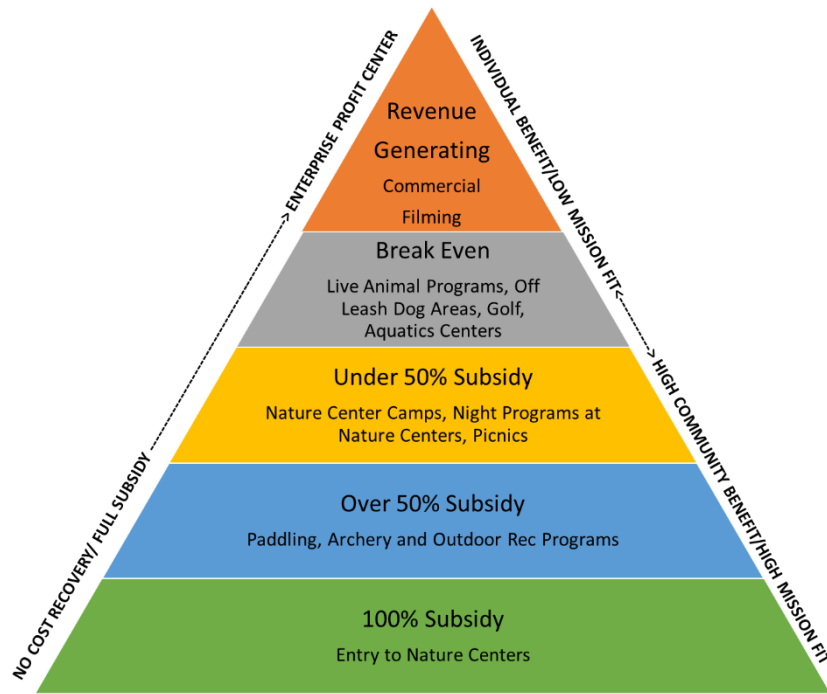 Revenue
Generating
Commercial
Filming
Break Even
Live Animal Programs, Off
Leash Dog Areas, Golf,
Aquatics Centers
Under 50% Subsidy
Nature Center Camps, Night Programs at
Nature Centers, Picnics
Over 50% Subsidy
Paddling, Archery and Outdoor Rec Programs
100% Subsidy
Entry to Nature Centers
NO COST RECOVERY/ FULL SUBSIDY ----------> ENTERPRISE PROFIT CENTER
INDIVIDUAL BENEFIT/LOW MISSION FIT<-----> HIGH COMMUNITY BENEFIT/HIGH MISSION FIT